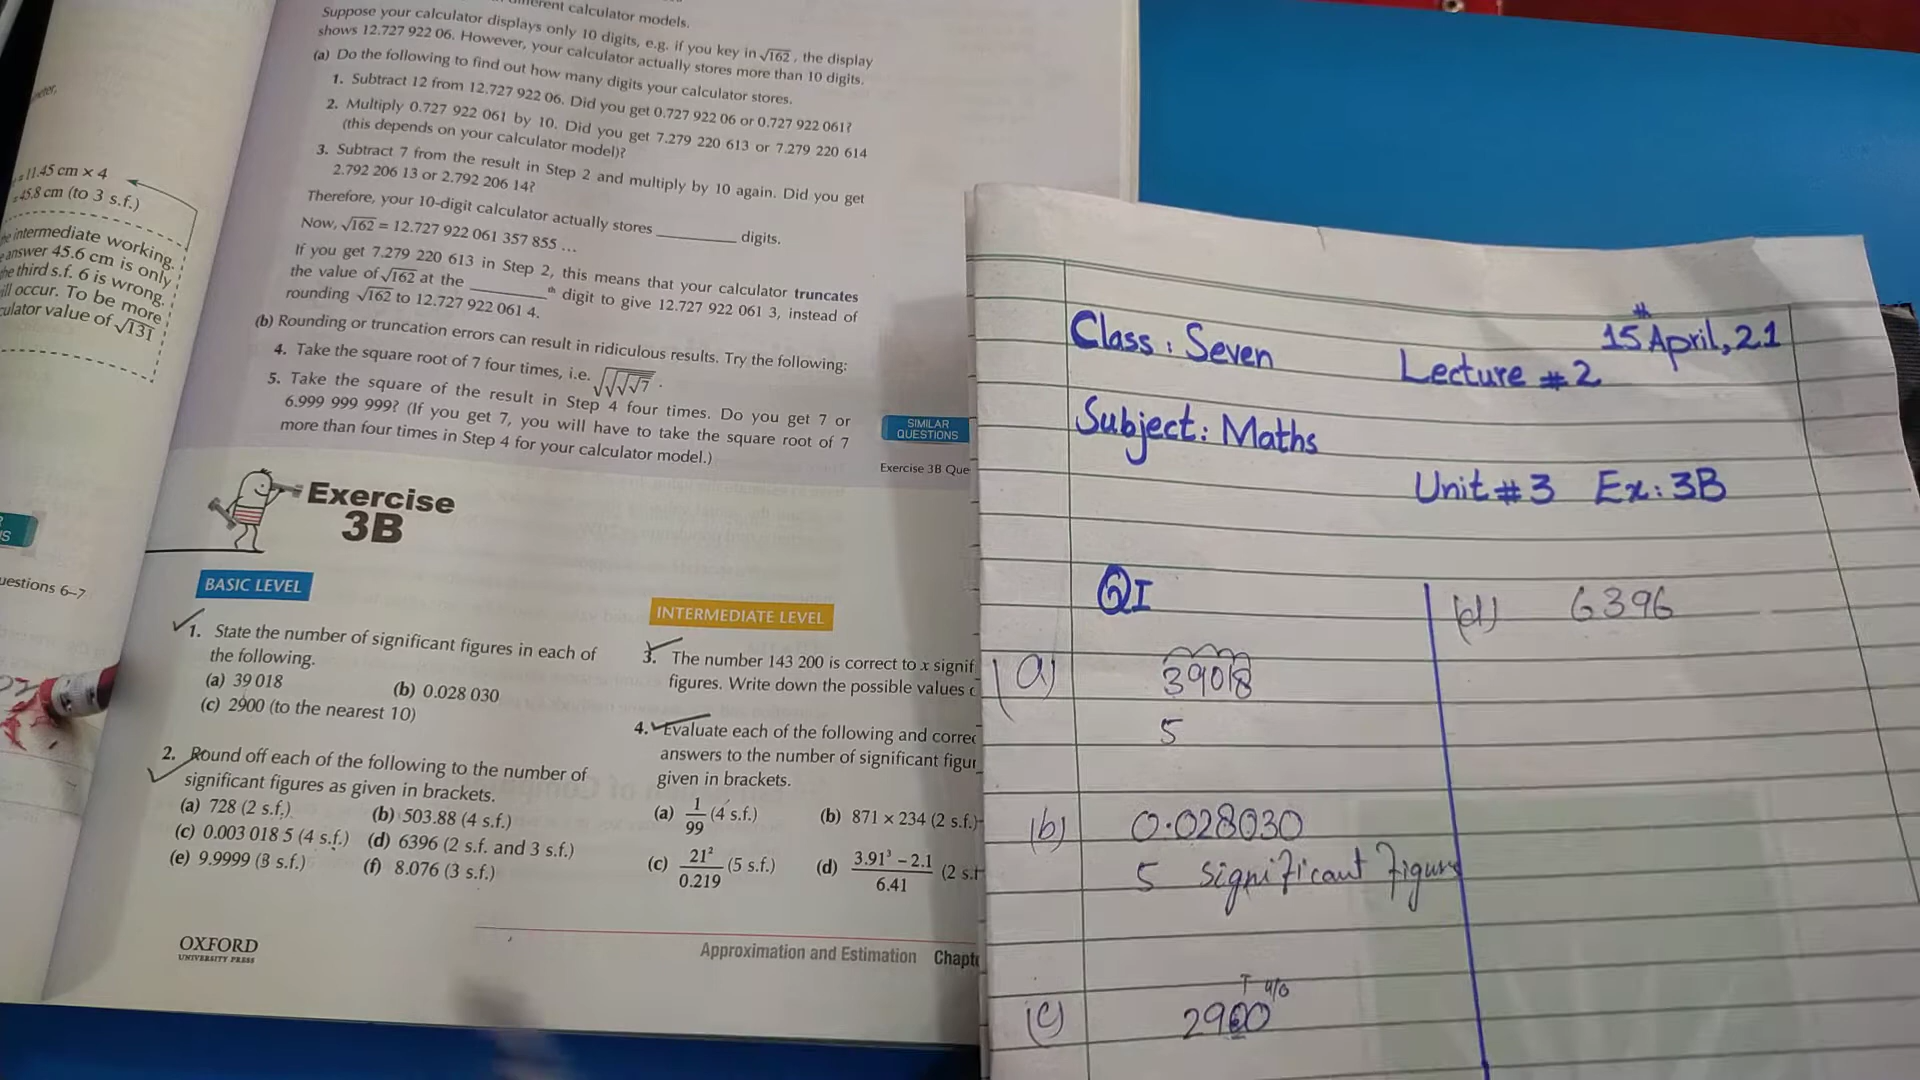 different calculator models.
Suppose your calculator displays only 10 digits, e.g. if you key in √162, the display
shows 12.727 922 06. However, your calculator actually stores more than 10 digits.
(a) Do the following to find out how many digits your calculator stores.
1. Subtract 12 from 12.727 922 06. Did you get 0.727 922 06 or 0.727 922 061?
2. Multiply 0.727 922 061 by 10. Did you get 7.279 220 613 or 7.279 220 614
(this depends on your calculator model)?
3. Subtract 7 from the result in Step 2 and multiply by 10 again. Did you get
2.792 206 13 or 2.792 206 14?
Therefore, your 10-digit calculator actually stores ________ digits.
Now, √162 = 12.727 922 061 357 855 ...
If you get 7.279 220 613 in Step 2, this means that your calculator truncates
the value of √162 at the ________th digit to give 12.727 922 061 3, instead of
rounding √162 to 12.727 922 061 4.
(b) Rounding or truncation errors can result in ridiculous results. Try the following:
4. Take the square root of 7 four times, i.e. √√√√7.
5. Take the square of the result in Step 4 four times. Do you get 7 or
6.999 999 999? (If you get 7, you will have to take the square root of 7
more than four times in Step 4 for your calculator model.)
SIMILAR
QUESTIONS
Exercise 3B Que
= 11.45 cm × 4
= 45.8 cm (to 3 s.f.)
intermediate working.
answer 45.6 cm is only
the third s.f. 6 is wrong.
will occur. To be more
value of √131
6–7
Exercise
3B
BASIC LEVEL
1. State the number of significant figures in each of
the following.
(a) 39 018 (b) 0.028 030
(c) 2900 (to the nearest 10)
2. Round off each of the following to the number of
significant figures as given in brackets.
(a) 728 (2 s.f.) (b) 503.88 (4 s.f.)
(c) 0.003 018 5 (4 s.f.) (d) 6396 (2 s.f. and 3 s.f.)
(e) 9.9999 (3 s.f.) (f) 8.076 (3 s.f.)
INTERMEDIATE LEVEL
3. The number 143 200 is correct to x signif
figures. Write down the possible values
4. Evaluate each of the following and correc
answers to the number of significant figur
given in brackets.
(a) 1/99 (4 s.f.) (b) 871 × 234 (2 s.f.)
(c) 21²/0.219 (5 s.f.) (d) (3.91³ – 2.1)/6.41 (2 s.f
OXFORD
UNIVERSITY PRESS
Approximation and Estimation Chapt
15 April, 21
Class : Seven Lecture # 2
Subject: Maths
Unit # 3 Ex: 3B
QI
(a) 39018
5
(b) 0.028030
5 significant figure
(c) 2900
(d) 6396